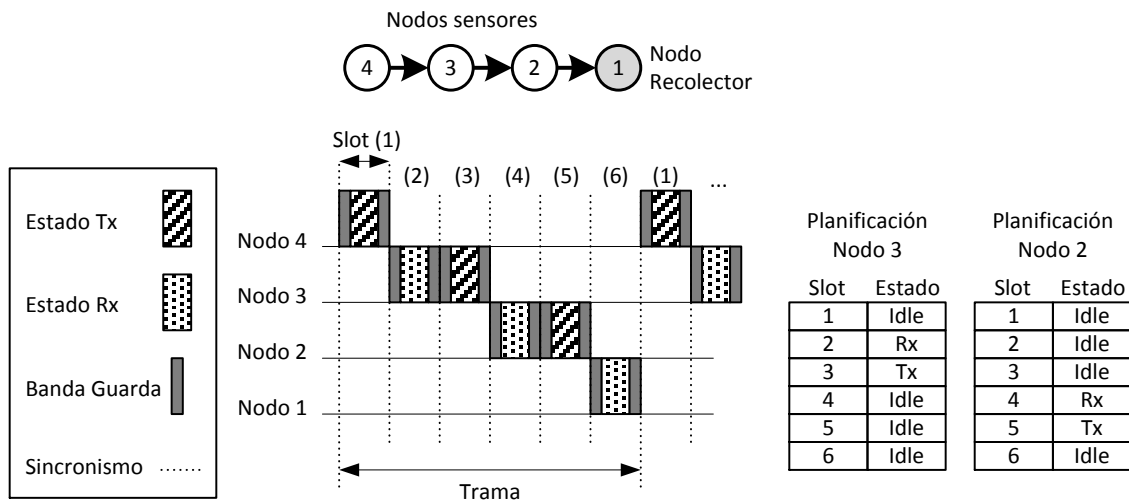 Nodos sensores
4
3
2
1
Nodo
Recolector
Slot (1)
(2)
(3)
(4)
(5)
(6)
(1)
...
Estado Tx
Estado Rx
Banda Guarda
Sincronismo
Nodo 4
Nodo 3
Nodo 2
Nodo 1
Trama
Planificación
Nodo 3
Slot Estado
1 Idle
2 Rx
3 Tx
4 Idle
5 Idle
6 Idle
Planificación
Nodo 2
Slot Estado
1 Idle
2 Idle
3 Idle
4 Rx
5 Tx
6 Idle